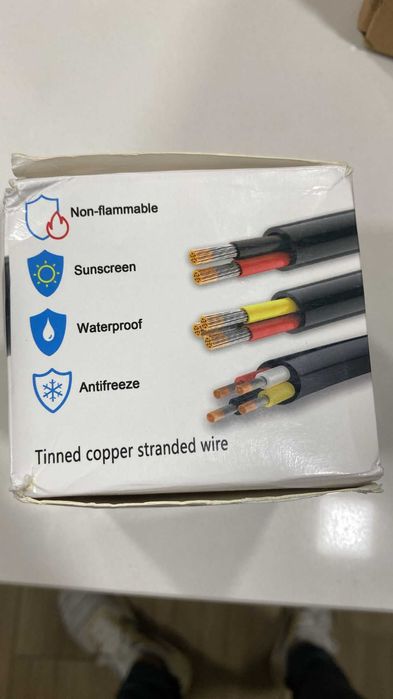 Non-flammable
Sunscreen
Waterproof
Antifreeze
Tinned copper stranded wire